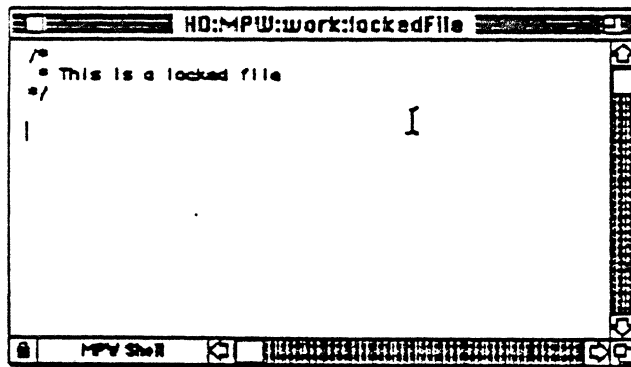 HD:MPW:work:lockedFile
/*
* This is a locked file
*/
MPW Shell